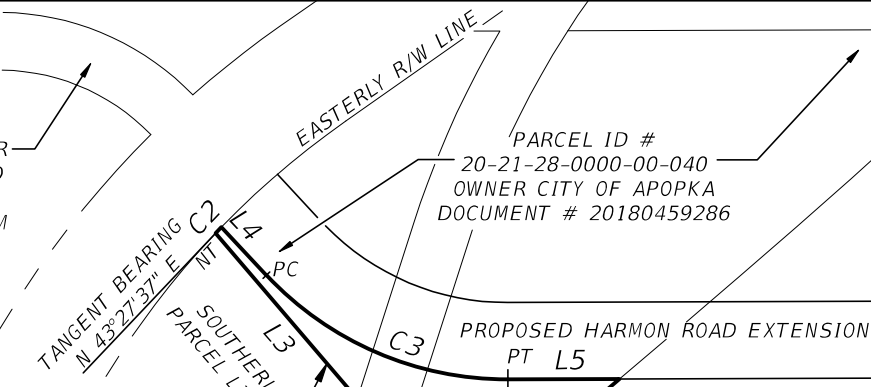 EASTERLY R/W LINE
PARCEL ID #
20-21-28-0000-00-040
OWNER CITY OF APOPKA
DOCUMENT # 20180459286
R
M
C2
L4
TANGENT BEARING
N 43°27'37" E
NT
PC
L3
C3
PROPOSED HARMON ROAD EXTENSION
PT
L5
PARCEL